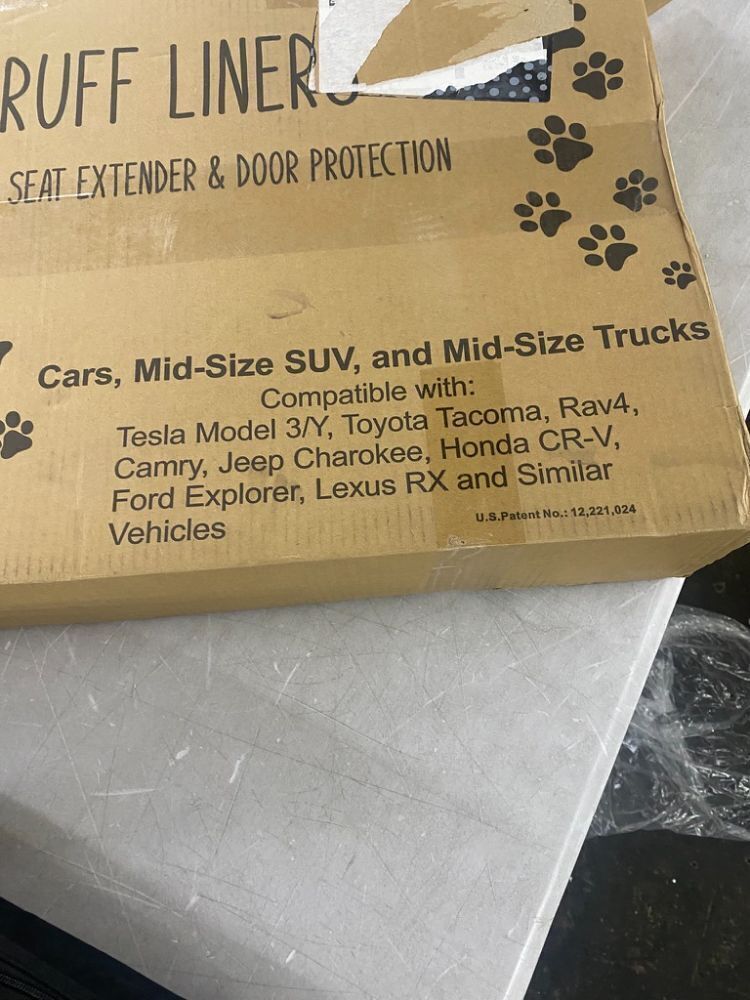 RUFF LINERS
SEAT EXTENDER & DOOR PROTECTION
Cars, Mid-Size SUV, and Mid-Size Trucks
Compatible with:
Tesla Model 3/Y, Toyota Tacoma, Rav4,
Camry, Jeep Charokee, Honda CR-V,
Ford Explorer, Lexus RX and Similar
Vehicles
U.S.Patent No.: 12,221,024